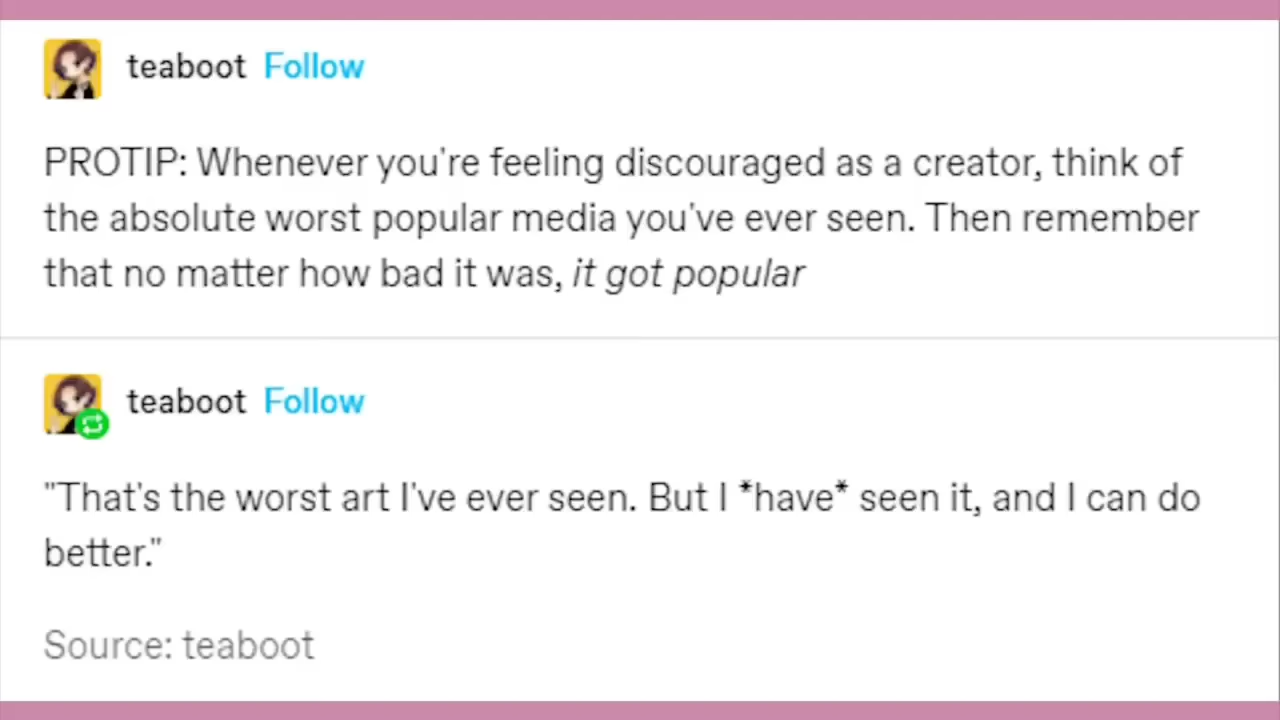 teaboot Follow
PROTIP: Whenever you're feeling discouraged as a creator, think of
the absolute worst popular media you've ever seen. Then remember
that no matter how bad it was, it got popular
teaboot Follow
"That's the worst art I've ever seen. But I *have* seen it, and I can do
better."
Source: teaboot